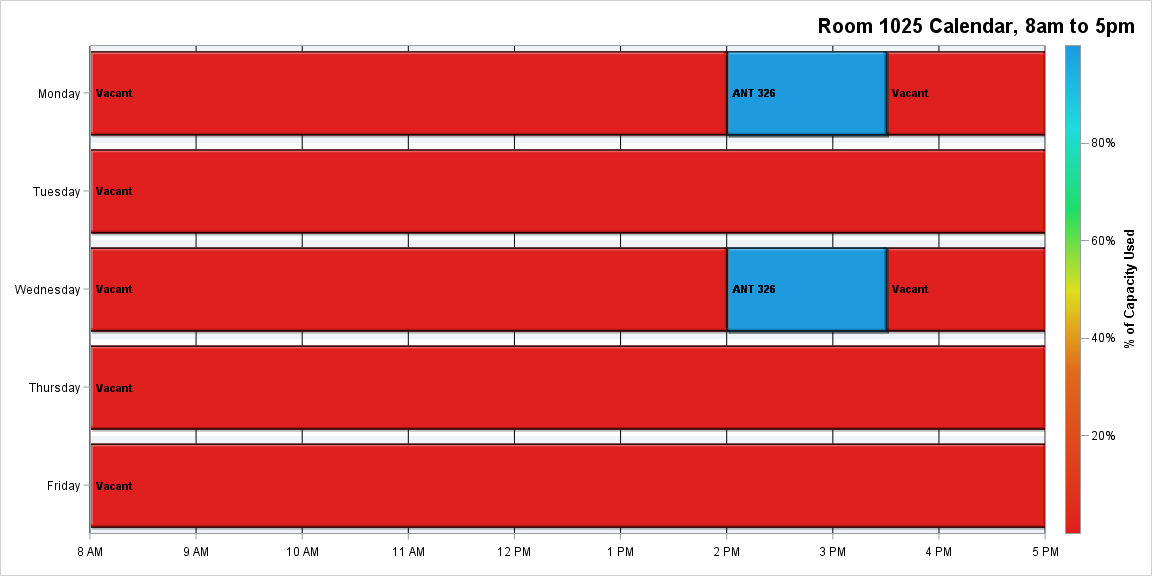 Room 1025 Calendar, 8am to 5pm
Monday
Vacant
ANT 326
Vacant
Tuesday
Vacant
Wednesday
Vacant
ANT 326
Vacant
Thursday
Vacant
Friday
Vacant
8 AM
9 AM
10 AM
11 AM
12 PM
1 PM
2 PM
3 PM
4 PM
5 PM
80%
60%
40%
20%
% of Capacity Used